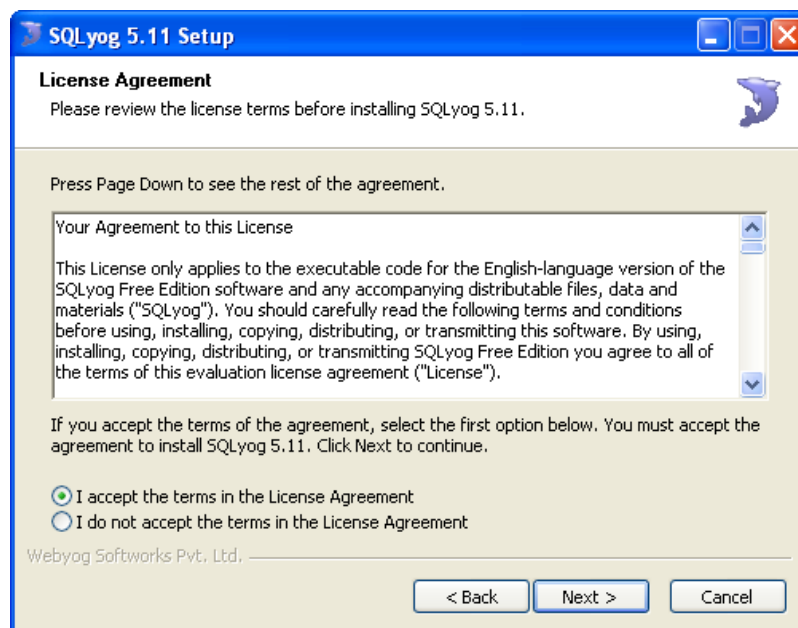 SQLyog 5.11 Setup
License Agreement
Please review the license terms before installing SQLyog 5.11.
Press Page Down to see the rest of the agreement.
Your Agreement to this License
This License only applies to the executable code for the English-language version of the
SQLyog Free Edition software and any accompanying distributable files, data and
materials ("SQLyog"). You should carefully read the following terms and conditions
before using, installing, copying, distributing, or transmitting this software. By using,
installing, copying, distributing, or transmitting SQLyog Free Edition you agree to all of
the terms of this evaluation license agreement ("License").
If you accept the terms of the agreement, select the first option below. You must accept the
agreement to install SQLyog 5.11. Click Next to continue.
I accept the terms in the License Agreement
I do not accept the terms in the License Agreement
Webyog Softworks Pvt. Ltd.
< Back Next > Cancel